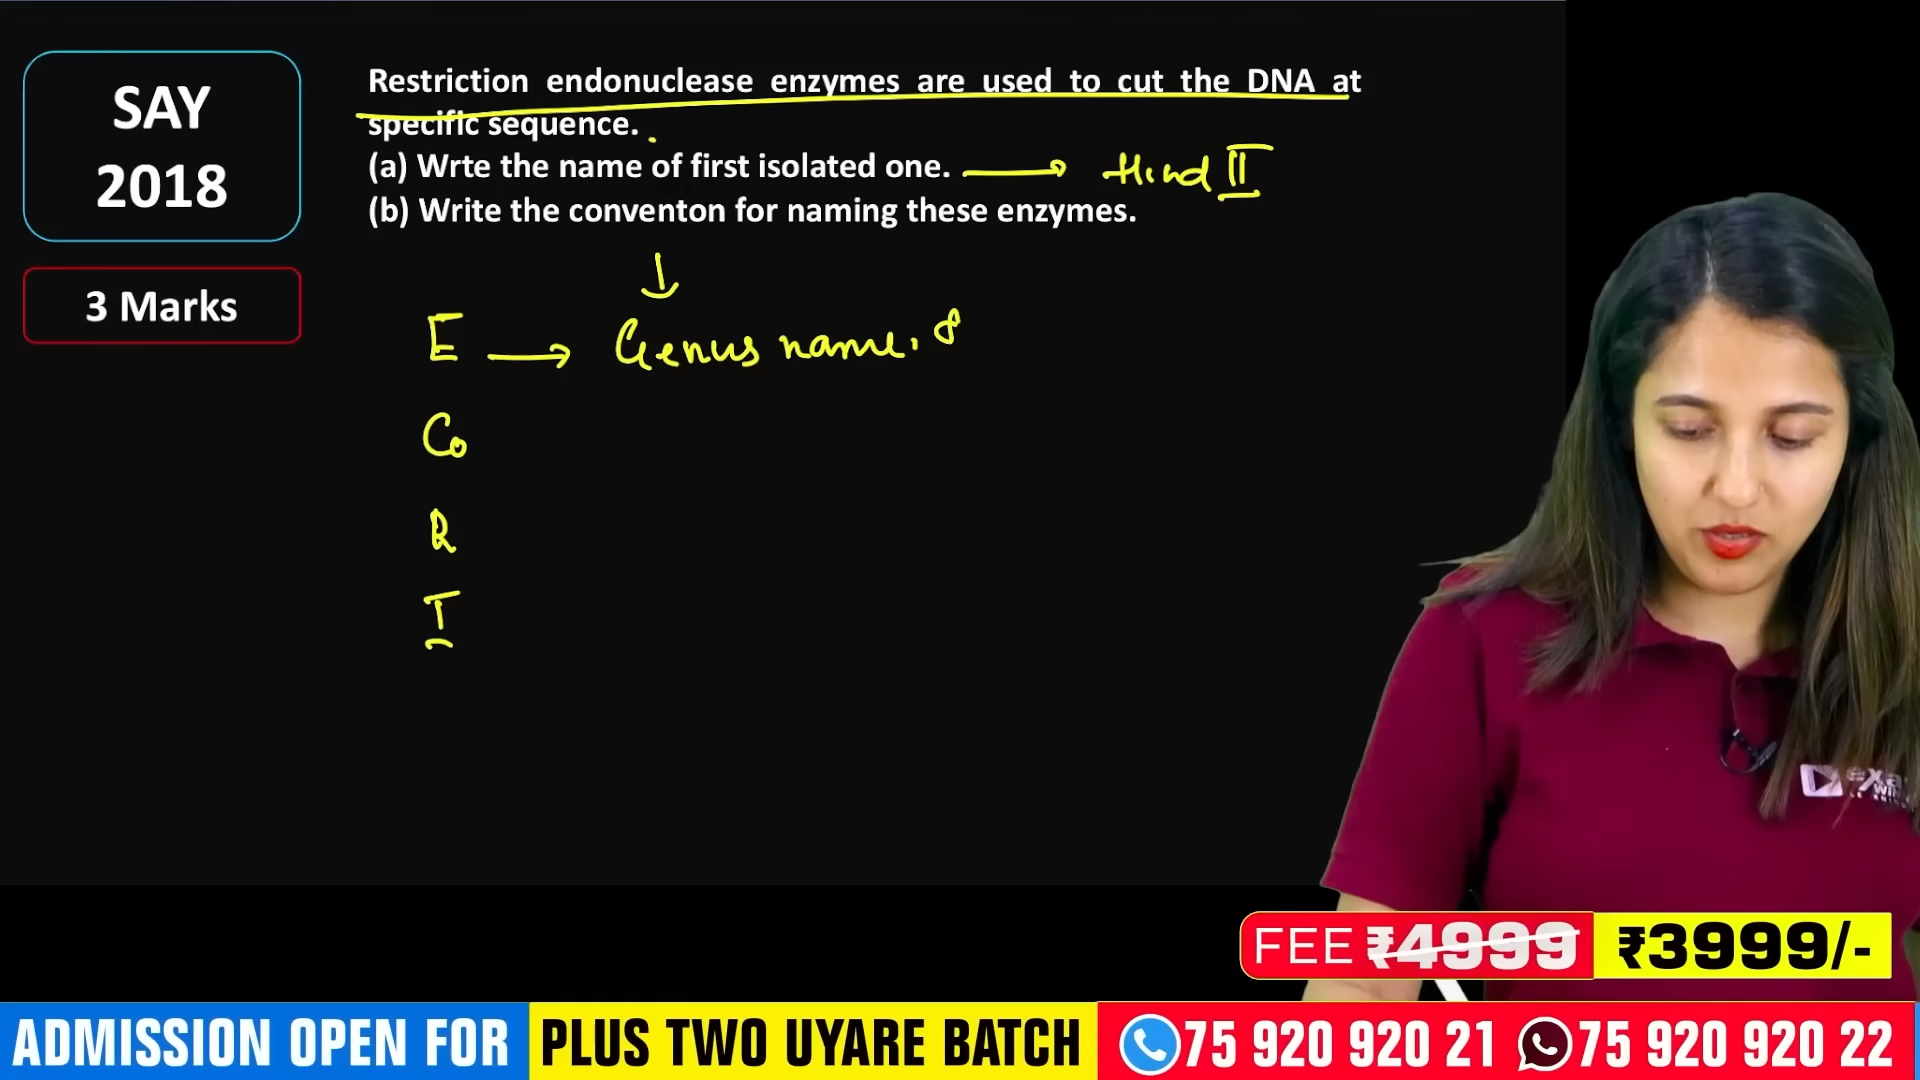 SAY
2018
3 Marks
Restriction endonuclease enzymes are used to cut the DNA at
specific sequence.
(a) Wrte the name of first isolated one. → Hind II
(b) Write the conventon for naming these enzymes.
↓
E → Genus name.
Co
R
I
FEE ₹4999 ₹3999/-
ADMISSION OPEN FOR PLUS TWO UYARE BATCH 75 920 920 21 75 920 920 22